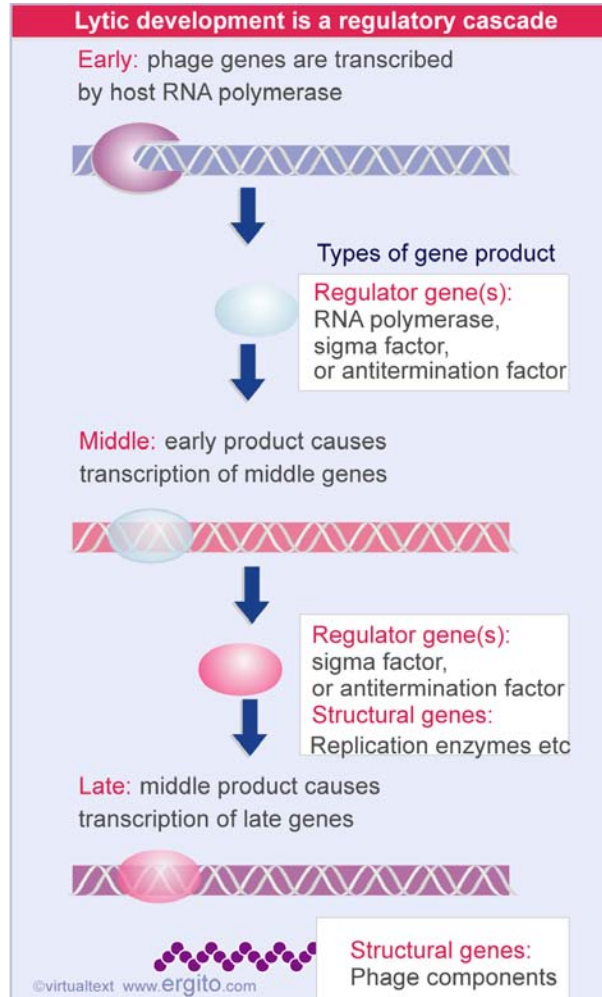 Lytic development is a regulatory cascade
Early: phage genes are transcribed
by host RNA polymerase
Types of gene product
Regulator gene(s):
RNA polymerase,
sigma factor,
or antitermination factor
Middle: early product causes
transcription of middle genes
Regulator gene(s):
sigma factor,
or antitermination factor
Structural genes:
Replication enzymes etc
Late: middle product causes
transcription of late genes
Structural genes:
Phage components
©virtualtext www.ergito.com